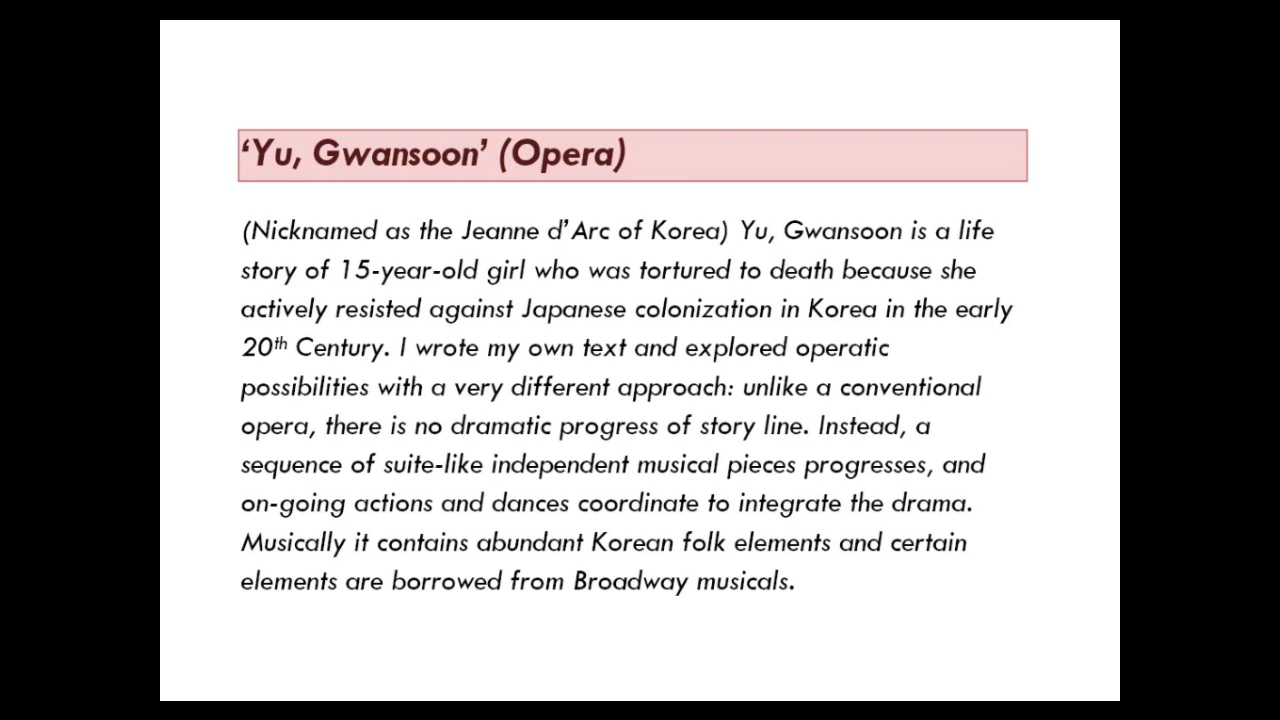 ‘Yu, Gwansoon’ (Opera)
(Nicknamed as the Jeanne d’Arc of Korea) Yu, Gwansoon is a life
story of 15-year-old girl who was tortured to death because she
actively resisted against Japanese colonization in Korea in the early
20th Century. I wrote my own text and explored operatic
possibilities with a very different approach: unlike a conventional
opera, there is no dramatic progress of story line. Instead, a
sequence of suite-like independent musical pieces progresses, and
on-going actions and dances coordinate to integrate the drama.
Musically it contains abundant Korean folk elements and certain
elements are borrowed from Broadway musicals.